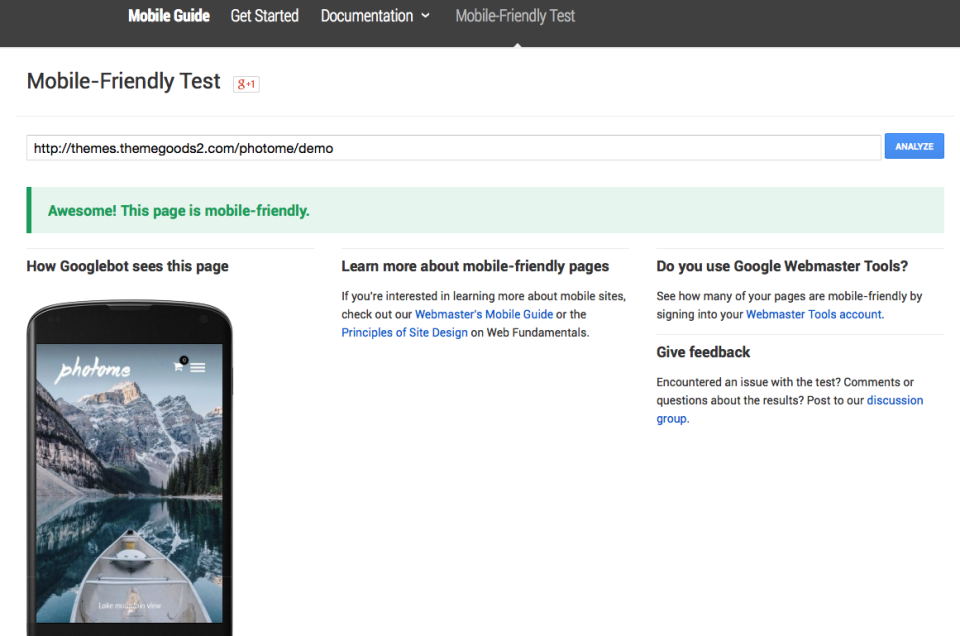 Mobile Guide Get Started Documentation Mobile-Friendly Test
Mobile-Friendly Test g+1
http://themes.themegoods2.com/photome/demo ANALYZE
Awesome! This page is mobile-friendly.
How Googlebot sees this page
photome 0
Lake mountain view
Learn more about mobile-friendly pages
If you're interested in learning more about mobile sites,
check out our Webmaster's Mobile Guide or the
Principles of Site Design on Web Fundamentals.
Do you use Google Webmaster Tools?
See how many of your pages are mobile-friendly by
signing into your Webmaster Tools account.
Give feedback
Encountered an issue with the test? Comments or
questions about the results? Post to our discussion
group.